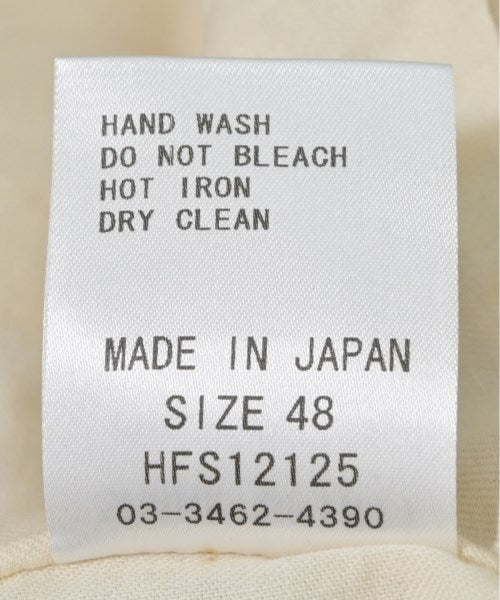 HAND WASH
DO NOT BLEACH
HOT IRON
DRY CLEAN
MADE IN JAPAN
SIZE 48
HFS12125
03-3462-4390